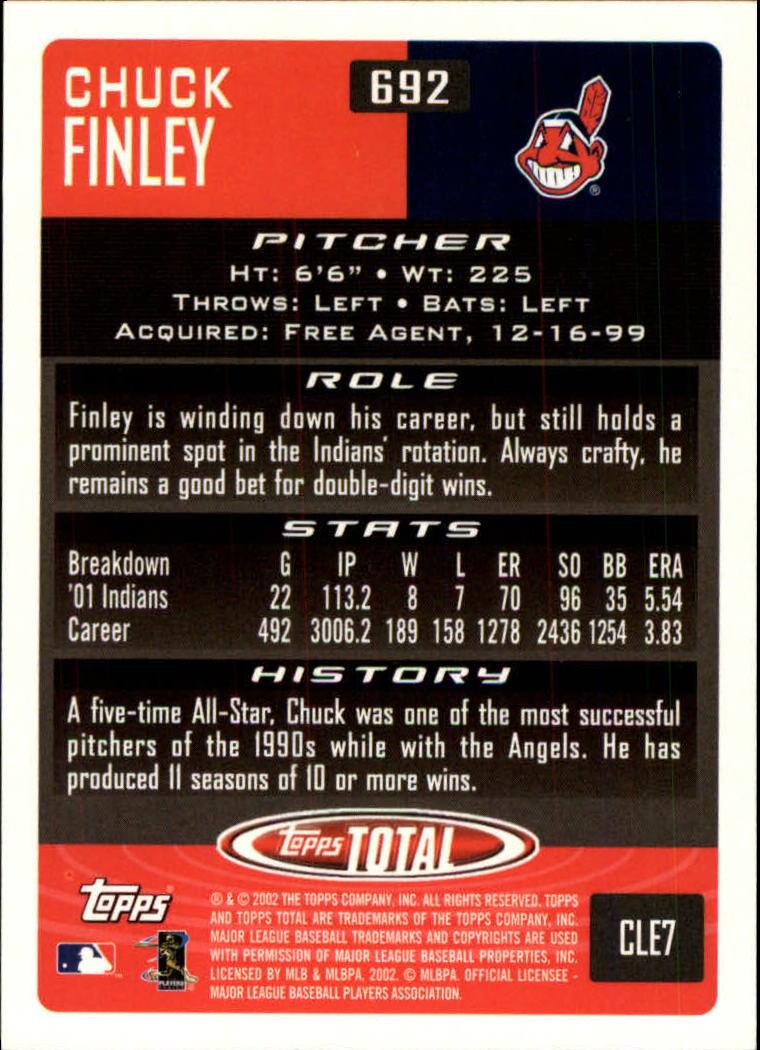 CHUCK
FINLEY
692
®
PITCHER
HT: 6'6" • WT: 225
THROWS: LEFT • BATS: LEFT
ACQUIRED: FREE AGENT, 12-16-99
ROLE
Finley is winding down his career, but still holds a
prominent spot in the Indians' rotation. Always crafty, he
remains a good bet for double-digit wins.
STATS
Breakdown G IP W L ER SO BB ERA
'01 Indians 22 113.2 8 7 70 96 35 5.54
Career 492 3006.2 189 158 1278 2436 1254 3.83
HISTORY
A five-time All-Star, Chuck was one of the most successful
pitchers of the 1990s while with the Angels. He has
produced 11 seasons of 10 or more wins.
topps TOTAL
topps
® & © 2002 THE TOPPS COMPANY, INC. ALL RIGHTS RESERVED. TOPPS
AND TOPPS TOTAL ARE TRADEMARKS OF THE TOPPS COMPANY, INC.
MAJOR LEAGUE BASEBALL TRADEMARKS AND COPYRIGHTS ARE USED
WITH PERMISSION OF MAJOR LEAGUE BASEBALL PROPERTIES, INC.
LICENSED BY MLB & MLBPA, 2002. © MLBPA. OFFICIAL LICENSEE -
MAJOR LEAGUE BASEBALL PLAYERS ASSOCIATION.
PLAYERS
CLE7